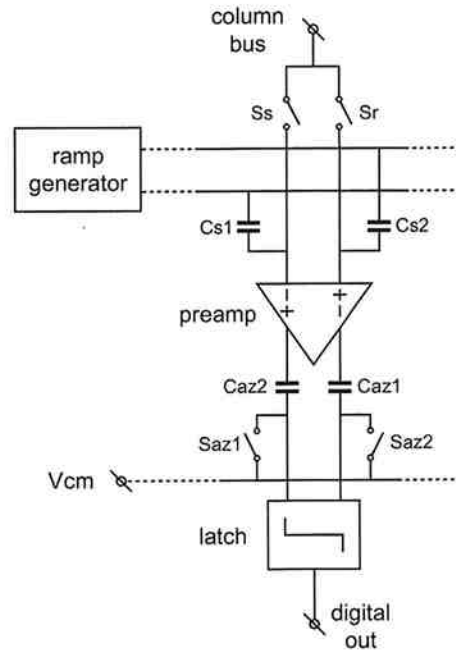 column
bus
Ss
Sr
ramp
generator
Cs1
Cs2
preamp
Caz2
Caz1
Saz1
Saz2
Vcm
latch
digital
out